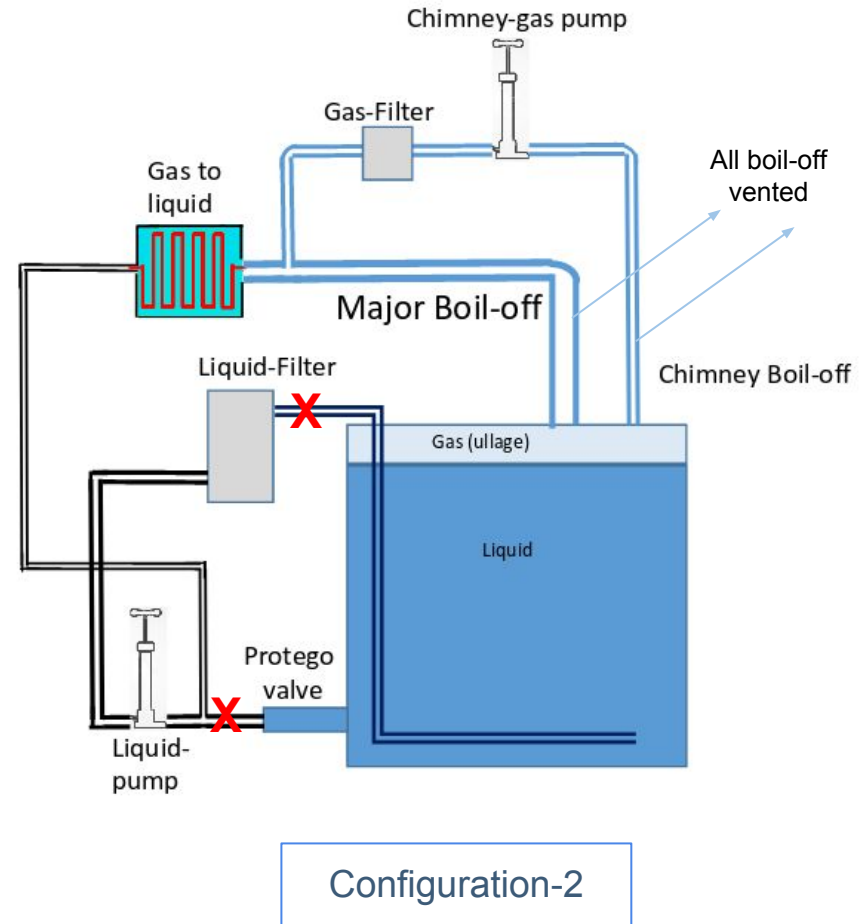 Chimney-gas pump
Gas-Filter
All boil-off
vented
Gas to
liquid
Major Boil-off
Liquid-Filter
Chimney Boil-off
X
Gas (ullage)
Liquid
Protego
valve
X
Liquid-
pump
Configuration-2